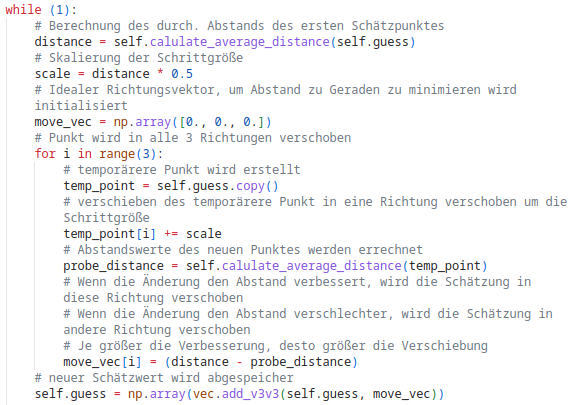 while (1):
    # Berechnung des durch. Abstands des ersten Schätzpunktes
    distance = self.calulate_average_distance(self.guess)
    # Skalierung der Schrittgröße
    scale = distance * 0.5
    # Idealer Richtungsvektor, um Abstand zu Geraden zu minimieren wird
    initialisiert
    move_vec = np.array([0., 0., 0.])
    # Punkt wird in alle 3 Richtungen verschoben
    for i in range(3):
        # temporärere Punkt wird erstellt
        temp_point = self.guess.copy()
        # verschieben des temporärere Punkt in eine Richtung verschoben um die
        Schrittgröße
        temp_point[i] += scale
        # Abstandswerte des neuen Punktes werden errechnet
        probe_distance = self.calulate_average_distance(temp_point)
        # Wenn die Änderung den Abstand verbessert, wird die Schätzung in
        diese Richtung verschoben
        # Wenn die Änderung den Abstand verschlechter, wird die Schätzung in
        andere Richtung verschoben
        # Je größer die Verbesserung, desto größer die Verschiebung
        move_vec[i] = (distance - probe_distance)
    # neuer Schätzwert wird abgespeicher
    self.guess = np.array(vec.add_v3v3(self.guess, move_vec))